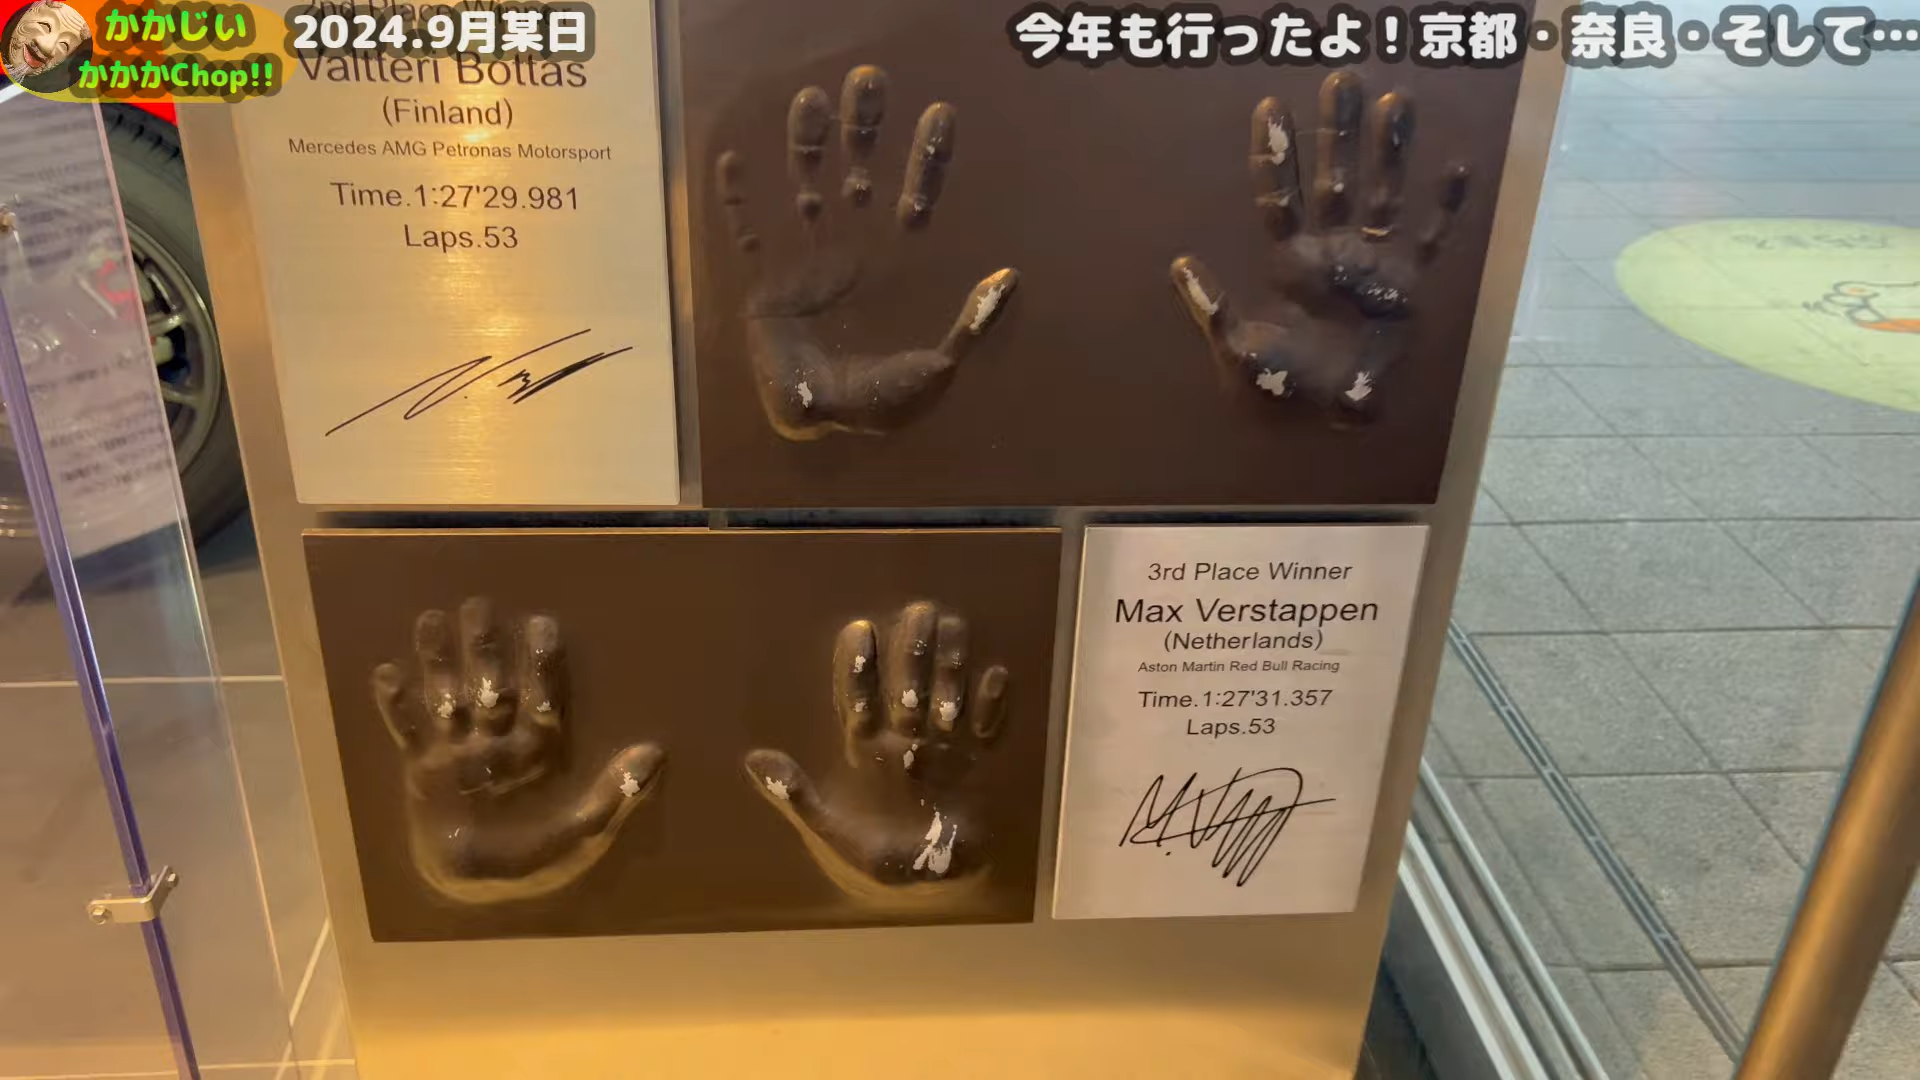 かかじい
かかかChop!!
2024.9月某日
今年も行ったよ！京都・奈良・そして…
2nd Place Winner
Valtteri Bottas
(Finland)
Mercedes AMG Petronas Motorsport
Time.1:27'29.981
Laps.53
3rd Place Winner
Max Verstappen
(Netherlands)
Aston Martin Red Bull Racing
Time.1:27'31.357
Laps.53